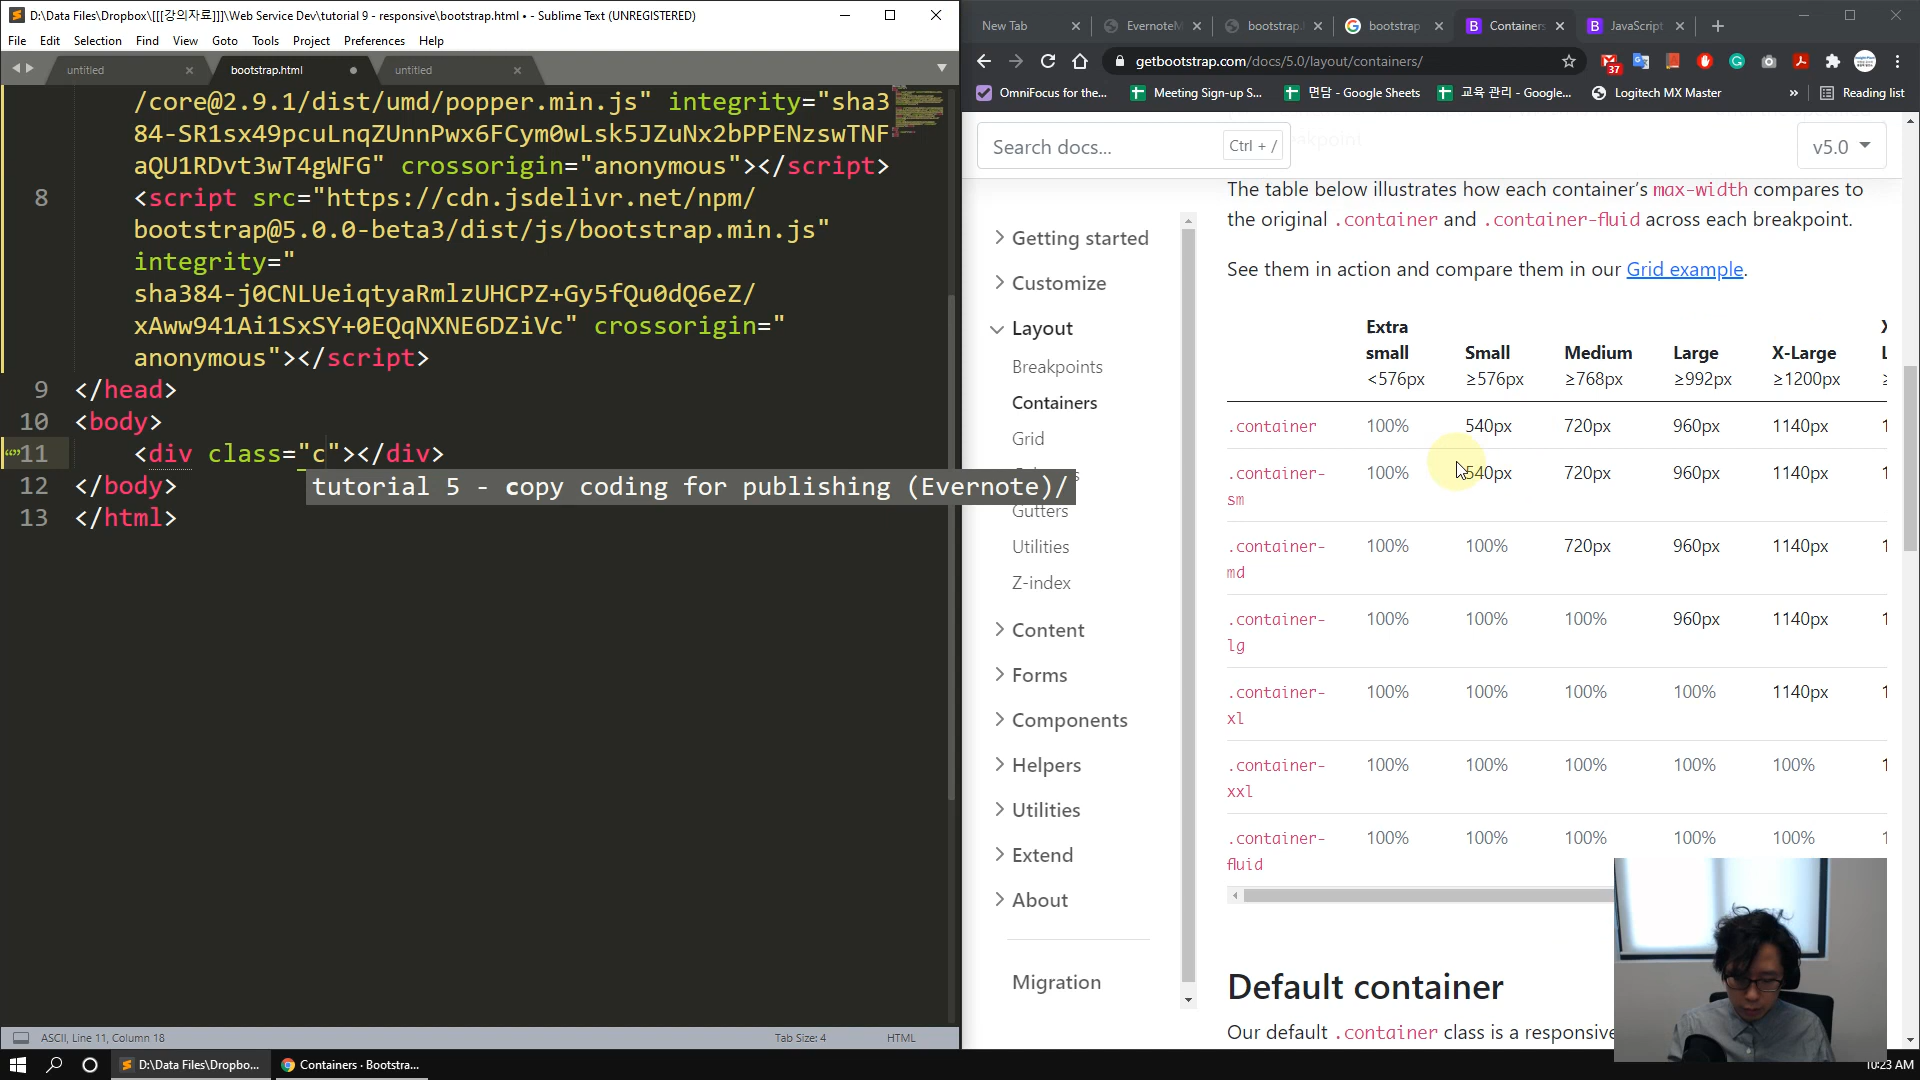 D:\Data Files\Dropbox\[[[강의자료]]]\Web Service Dev\tutorial 9 - responsive\bootstrap.html • - Sublime Text (UNREGISTERED)
File Edit Selection Find View Goto Tools Project Preferences Help
untitled
bootstrap.html
untitled
/core@2.9.1/dist/umd/popper.min.js" integrity="sha3
84-SR1sx49pcuLnqZUnnPwx6FCym0wLsk5JZuNx2bPPENzswTNF
aQU1RDvt3wT4gWFG" crossorigin="anonymous"></script>
8 <script src="https://cdn.jsdelivr.net/npm/
bootstrap@5.0.0-beta3/dist/js/bootstrap.min.js"
integrity="
sha384-j0CNLUeiqtyaRmlzUHCPZ+Gy5fQu0dQ6eZ/
xAww941Ai1SxSY+0EQqNXNE6DZiVc" crossorigin="
anonymous"></script>
9 </head>
10 <body>
11 <div class="c"></div>
tutorial 5 - copy coding for publishing (Evernote)/
12 </body>
13 </html>
ASCII, Line 11, Column 18
Tab Size: 4
HTML
New Tab
EvernoteM
bootstrap.
bootstrap
Containers
JavaScript
getbootstrap.com/docs/5.0/layout/containers/
37
OmniFocus for the...
Meeting Sign-up S...
면담 - Google Sheets
교육 관리 - Google...
Logitech MX Master
»
Reading list
Search docs...
Ctrl + /
v5.0
Getting started
Customize
Layout
Breakpoints
Containers
Grid
Gutters
Utilities
Z-index
Content
Forms
Components
Helpers
Utilities
Extend
About
Migration
The table below illustrates how each container's max-width compares to
the original .container and .container-fluid across each breakpoint.
See them in action and compare them in our Grid example.
Extra
small Small Medium Large X-Large
<576px ≥576px ≥768px ≥992px ≥1200px
.container 100% 540px 720px 960px 1140px
.container- 100% 540px 720px 960px 1140px
sm
.container- 100% 100% 720px 960px 1140px
md
.container- 100% 100% 100% 960px 1140px
lg
.container- 100% 100% 100% 100% 1140px
xl
.container- 100% 100% 100% 100% 100%
xxl
.container- 100% 100% 100% 100% 100%
fluid
Default container
Our default .container class is a responsive
D:\Data Files\Dropbo...
Containers · Bootstra...
10:23 AM